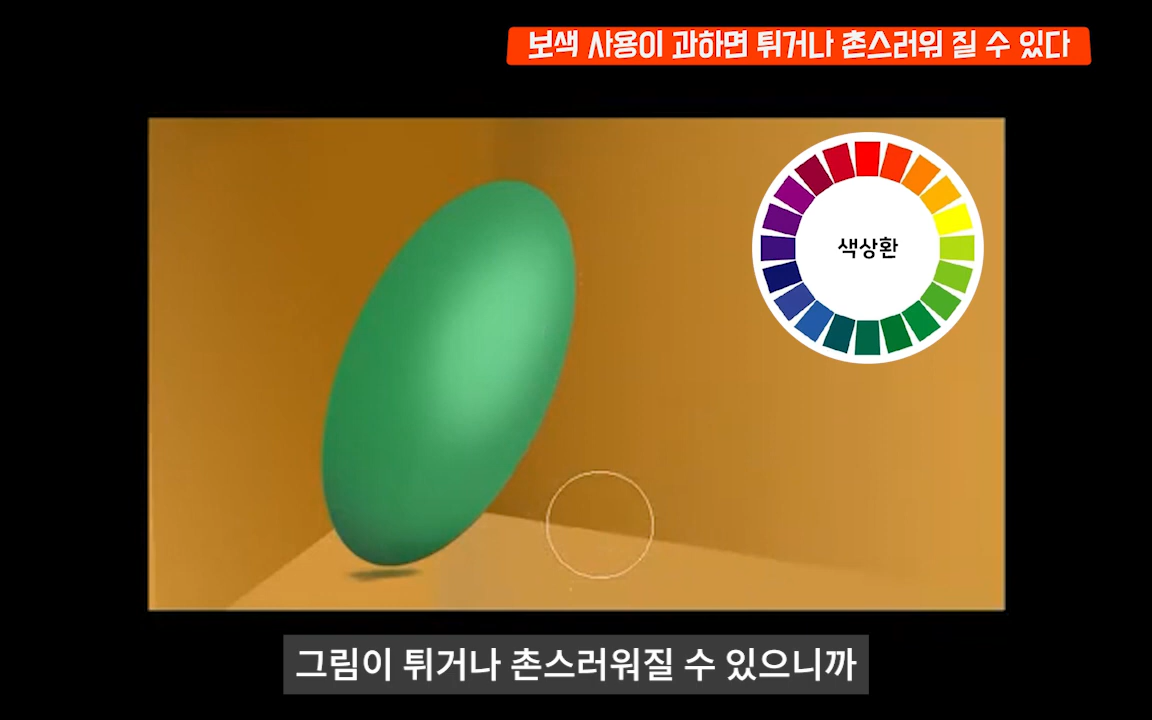 보색 사용이 과하면 튀거나 촌스러워 질 수 있다
색상환
그림이 튀거나 촌스러워질 수 있으니까